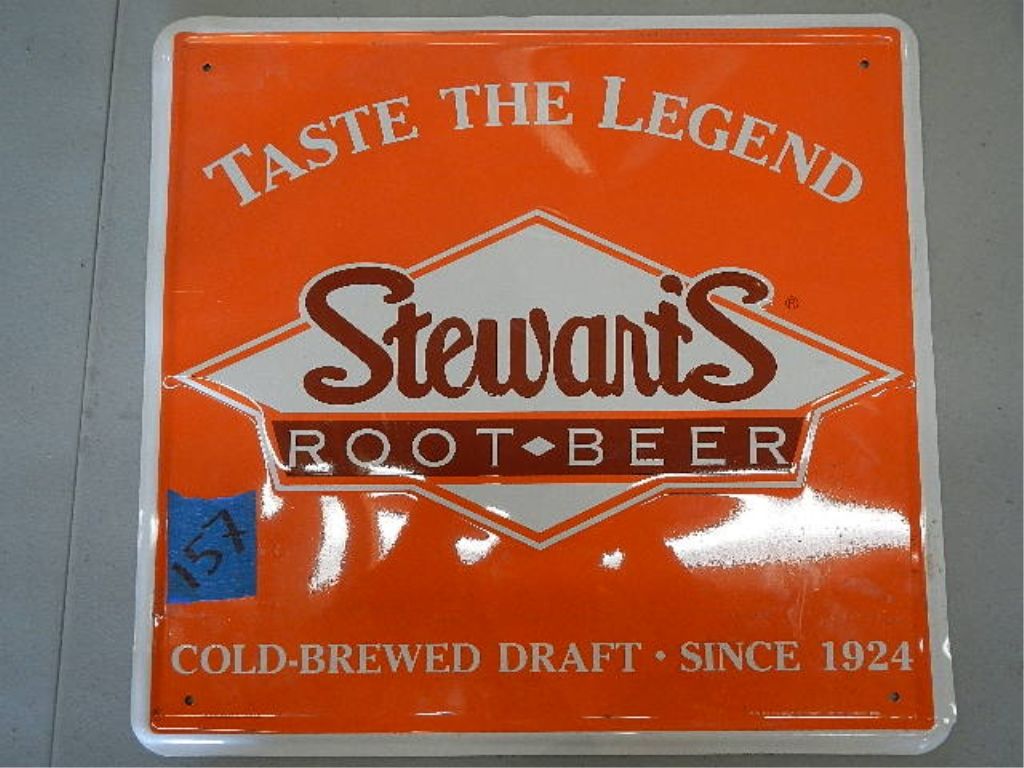 TASTE THE LEGEND
Stewart'S ®
ROOT BEER
157
COLD-BREWED DRAFT • SINCE 1924